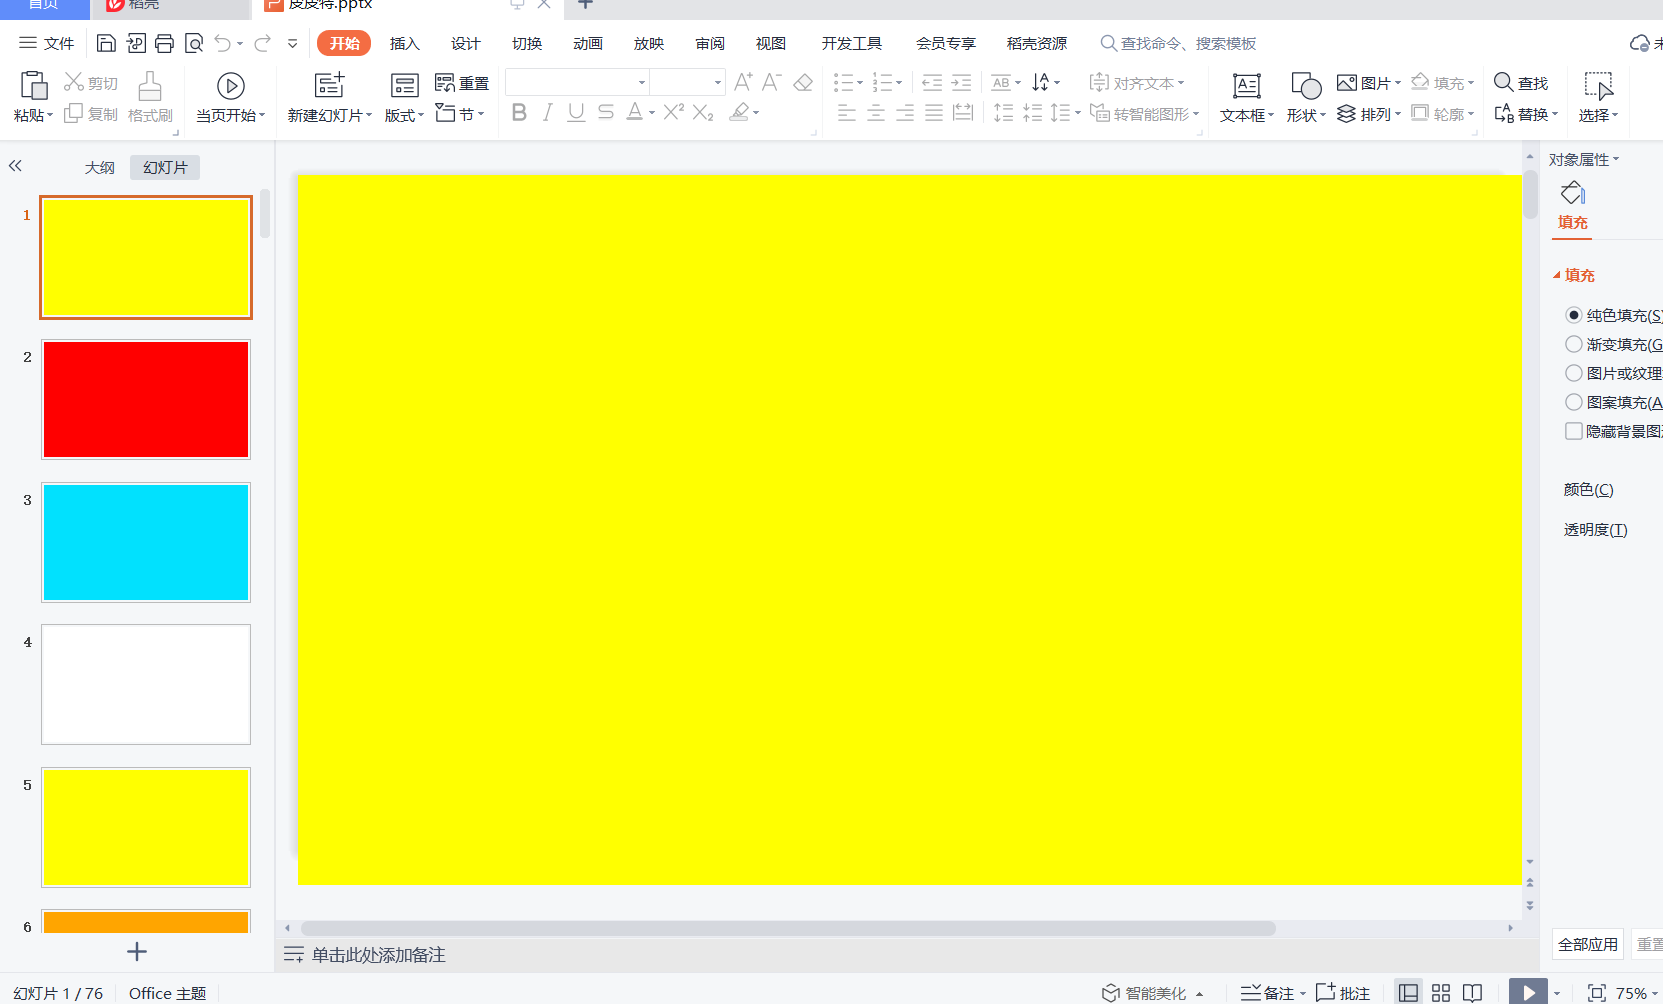 首页 稻壳 皮皮特.pptx
文件 开始 插入 设计 切换 动画 放映 审阅 视图 开发工具 会员专享 稻壳资源 查找命令、搜索模板
粘贴 剪切 复制 格式刷 当页开始 新建幻灯片 版式 重置 节
B I U S A X² X₂
对齐文本 转智能图形 文本框 形状 图片 填充 排列 轮廓 查找 替换 选择
大纲 幻灯片
1
2
3
4
5
6
对象属性
填充
填充
纯色填充(S)
渐变填充(G
图片或纹理
图案填充(A
隐藏背景图
颜色(C)
透明度(T)
全部应用 重置
单击此处添加备注
幻灯片 1 / 76 Office 主题 智能美化 备注 批注 75%